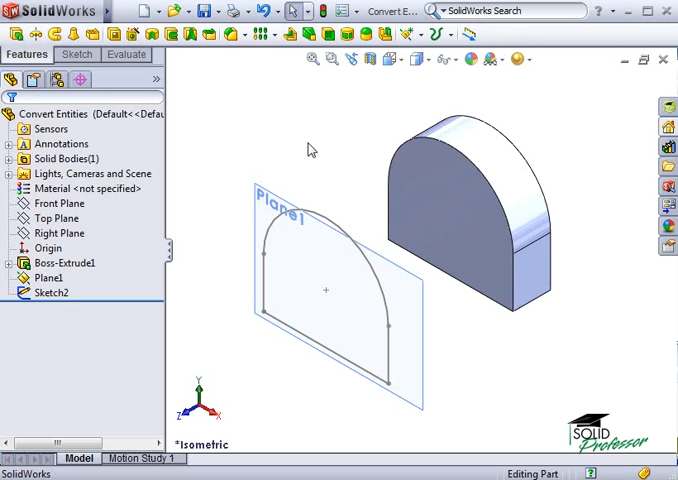 SolidWorks
Convert E...
SolidWorks Search
Features
Sketch
Evaluate
Convert Entities (Default<<Defau
Sensors
Annotations
Solid Bodies(1)
Lights, Cameras and Scene
Material <not specified>
Front Plane
Top Plane
Right Plane
Origin
Boss-Extrude1
Plane1
Sketch2
Plane1
Y
Z
X
*Isometric
SOLID
Professor
Model
Motion Study 1
SolidWorks
Editing Part